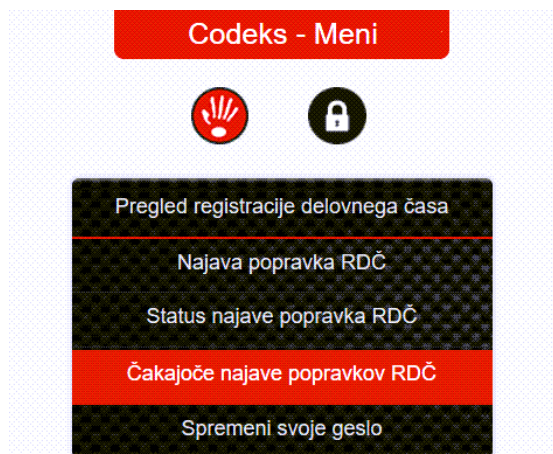 Codeks - Meni
Pregled registracije delovnega časa
Najava popravka RDČ
Status najave popravka RDČ
Čakajoče najave popravkov RDČ
Spremeni svoje geslo